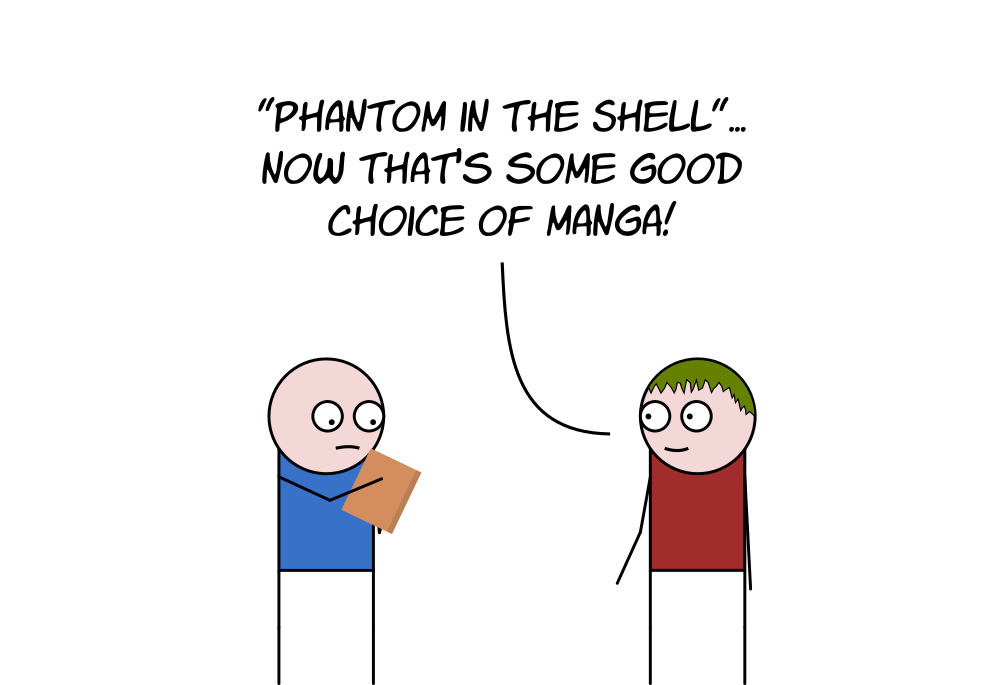 "PHANTOM IN THE SHELL"...
NOW THAT'S SOME GOOD
CHOICE OF MANGA!